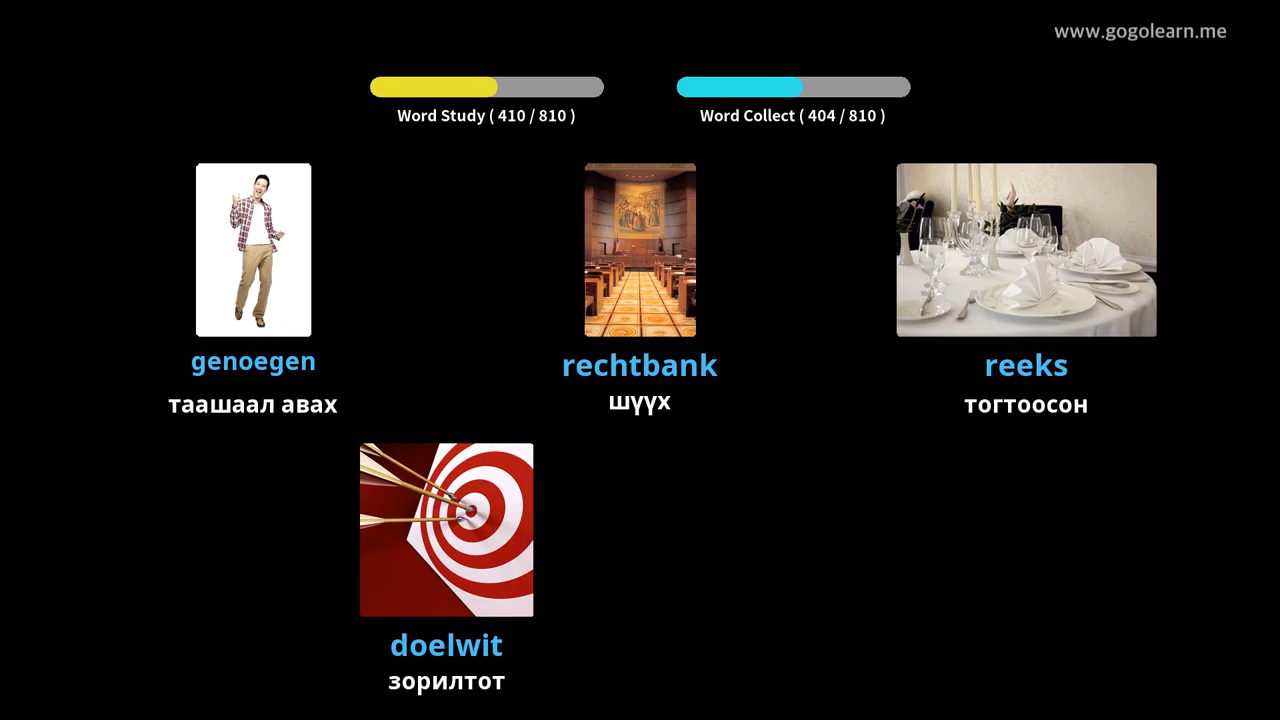 www.gogolearn.me
Word Study ( 410 / 810 )
Word Collect ( 404 / 810 )
genoegen
таашаал авах
rechtbank
шүүх
reeks
тогтоосон
doelwit
зорилтот